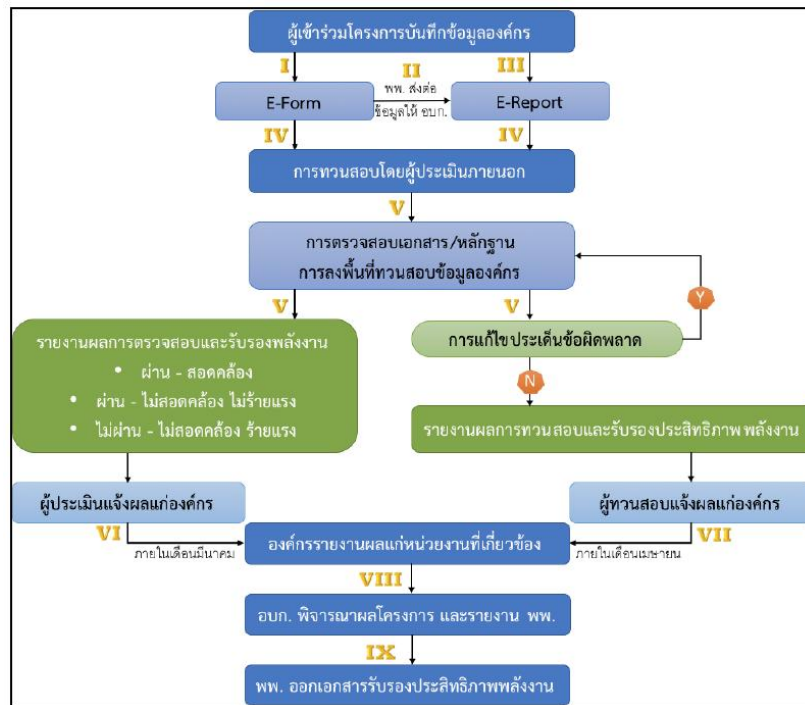 ผู้เข้าร่วมโครงการบันทึกข้อมูลองค์กร
I
II
III
พพ. ส่งต่อ
ข้อมูลให้ อบก.
E-Form
E-Report
IV
IV
การทวนสอบโดยผู้ประเมินภายนอก
V
การตรวจสอบเอกสาร/หลักฐาน
การลงพื้นที่ทวนสอบข้อมูลองค์กร
V
V
Y
รายงานผลการตรวจสอบและรับรองพลังงาน
• ผ่าน - สอดคล้อง
• ผ่าน - ไม่สอดคล้อง ไม่ร้ายแรง
• ไม่ผ่าน - ไม่สอดคล้อง ร้ายแรง
การแก้ไขประเด็นข้อผิดพลาด
N
รายงานผลการทวนสอบและรับรองประสิทธิภาพพลังงาน
ผู้ประเมินแจ้งผลแก่องค์กร
ผู้ทวนสอบแจ้งผลแก่องค์กร
VI
VII
ภายในเดือนมีนาคม
องค์กรรายงานผลแก่หน่วยงานที่เกี่ยวข้อง
ภายในเดือนเมษายน
VIII
อบก. พิจารณาผลโครงการ และรายงาน พพ.
IX
พพ. ออกเอกสารรับรองประสิทธิภาพพลังงาน